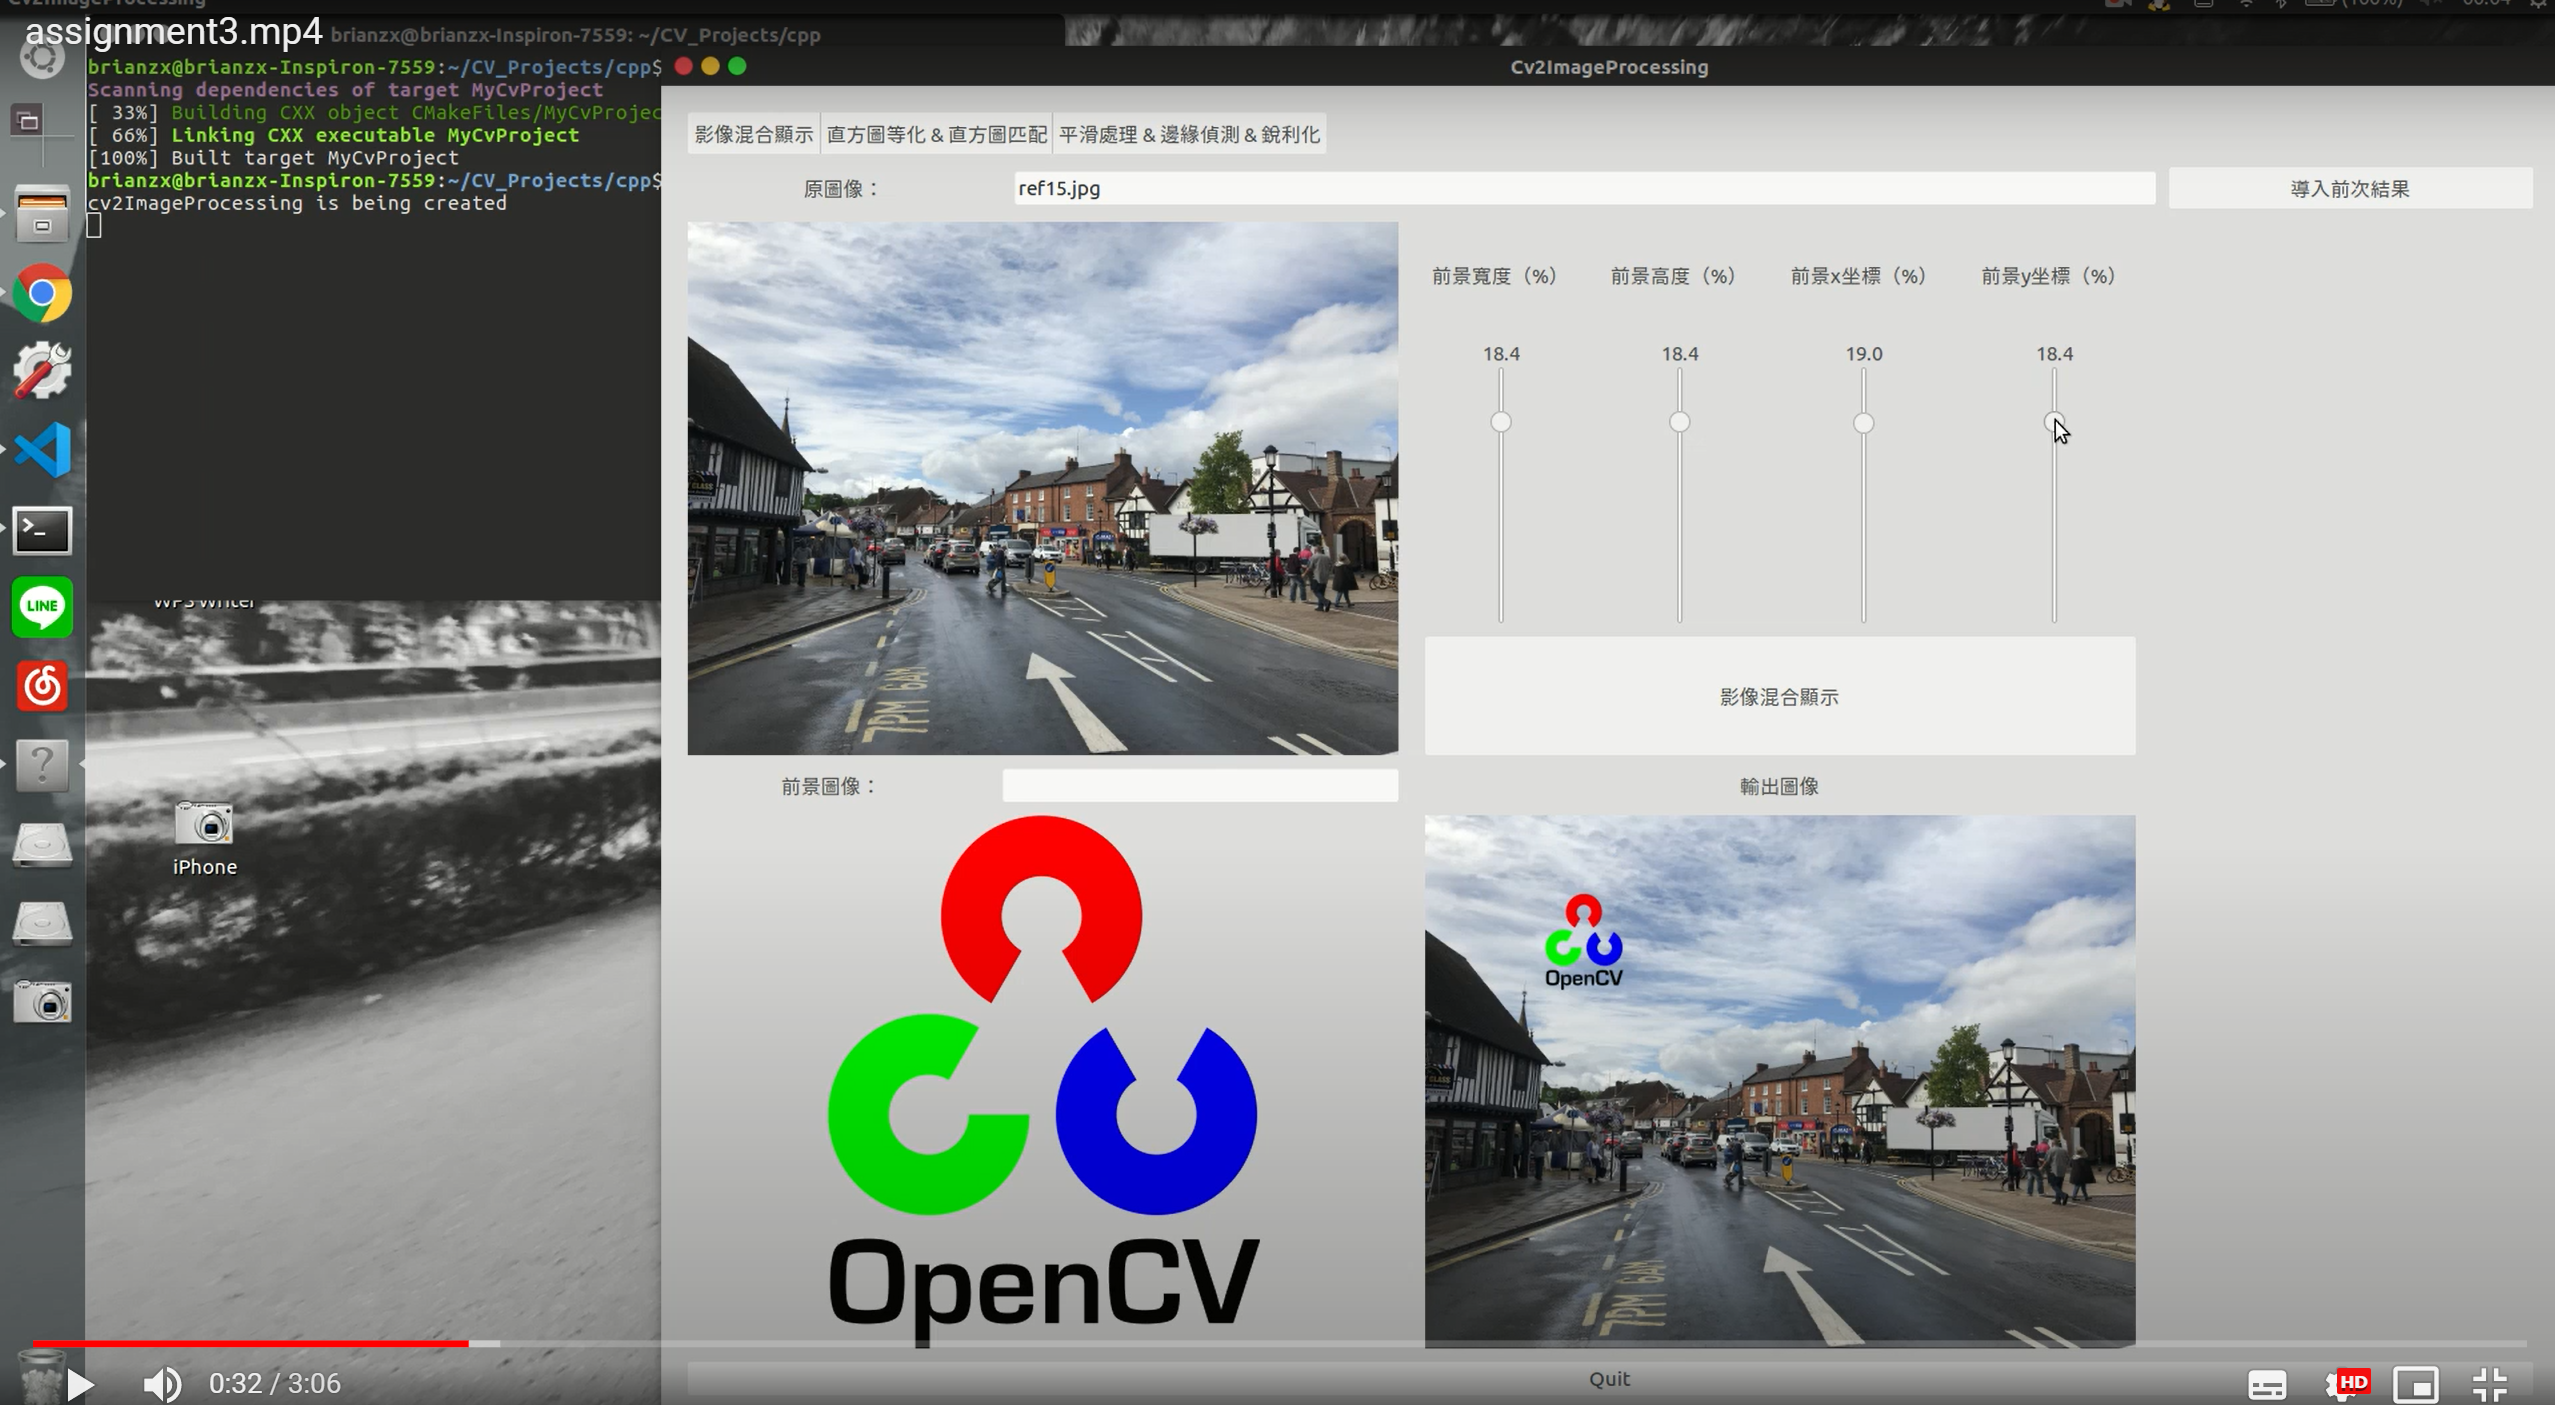 assignment3.mp4
brianzx@brianzx-Inspiron-7559: ~/CV_Projects/cpp
brianzx@brianzx-Inspiron-7559:~/CV_Projects/cpp$
Scanning dependencies of target MyCvProject
[ 33%] Building CXX object CMakeFiles/MyCvProjec
[ 66%] Linking CXX executable MyCvProject
[100%] Built target MyCvProject
brianzx@brianzx-Inspiron-7559:~/CV_Projects/cpp$
cv2ImageProcessing is being created
Cv2ImageProcessing
影像混合顯示 直方圖等化 & 直方圖匹配 平滑處理 & 邊緣偵測 & 銳利化
原圖像： ref15.jpg 導入前次結果
前景寬度（%） 前景高度（%） 前景x坐標（%） 前景y坐標（%）
18.4 18.4 19.0 18.4
7PM 6AM
影像混合顯示
前景圖像： 輸出圖像
OpenCV
OpenCV
7PM 6AM
Quit
LINE
WPS Writer
iPhone
0:32 / 3:06
HD